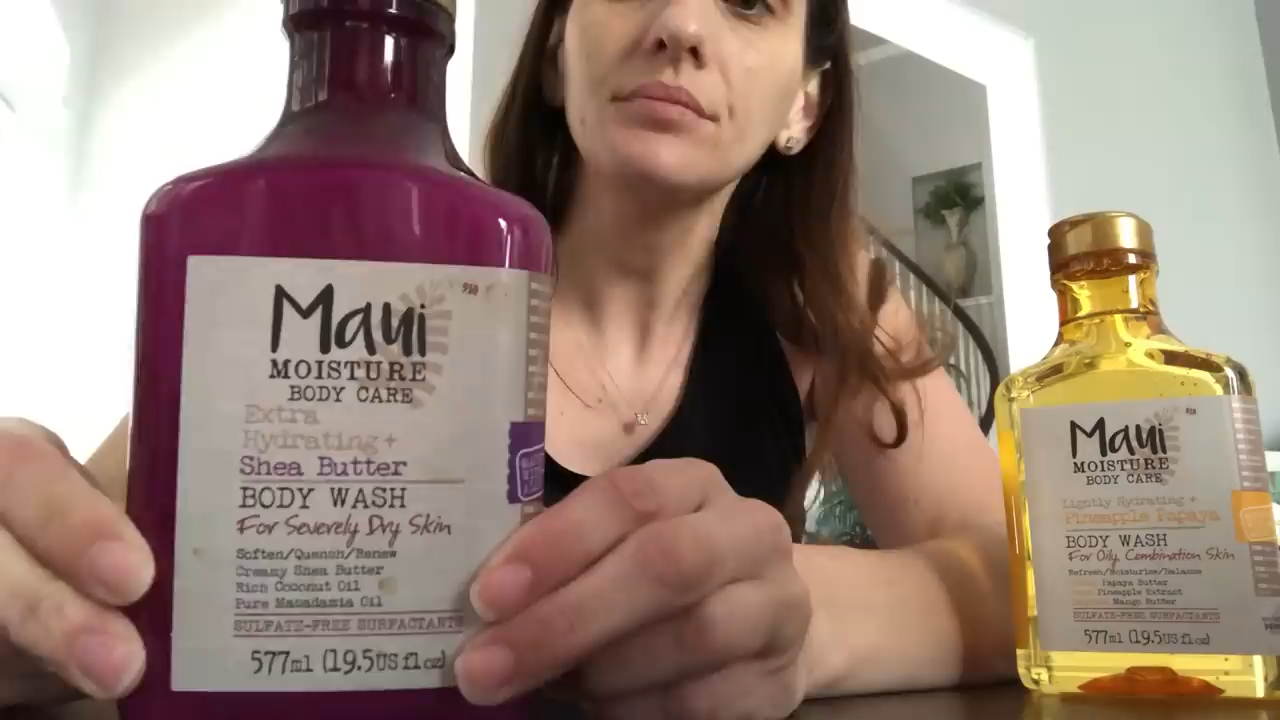 Maui
MOISTURE
BODY CARE
Extra
Hydrating +
Shea Butter
BODY WASH
For Severely Dry Skin
Soften/Quench/Renew
Creamy Shea Butter
Rich Coconut Oil
Pure Macadamia Oil
SULFATE-FREE SURFACTANTS
577ml (19.5US fl oz)
Maui
MOISTURE
BODY CARE
Lightly Hydrating +
Pineapple Papaya
BODY WASH
For Oily, Combination Skin
Refresh/Moisturize/Balance
Papaya Butter
Pineapple Extract
Mango Butter
SULFATE-FREE SURFACTANTS
577ml (19.5US fl oz)